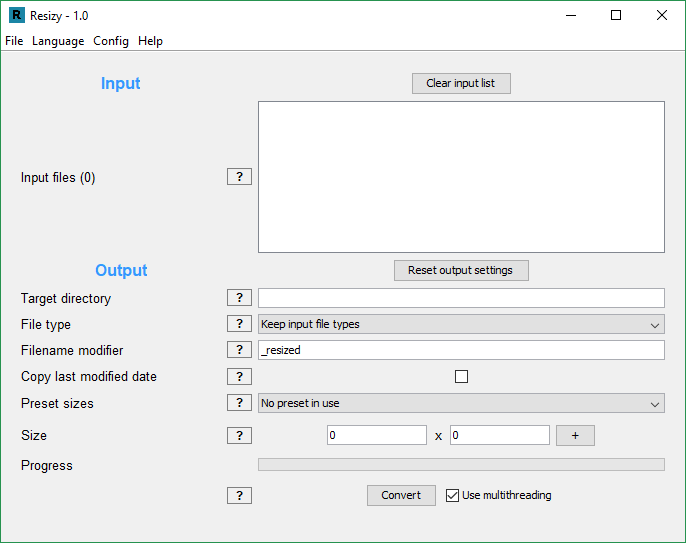 R Resizy - 1.0
File Language Config Help
Input Clear input list
Input files (0) ?
Output Reset output settings
Target directory ?
File type ? Keep input file types
Filename modifier ? _resized
Copy last modified date ?
Preset sizes ? No preset in use
Size ? 0 x 0 +
Progress
? Convert Use multithreading